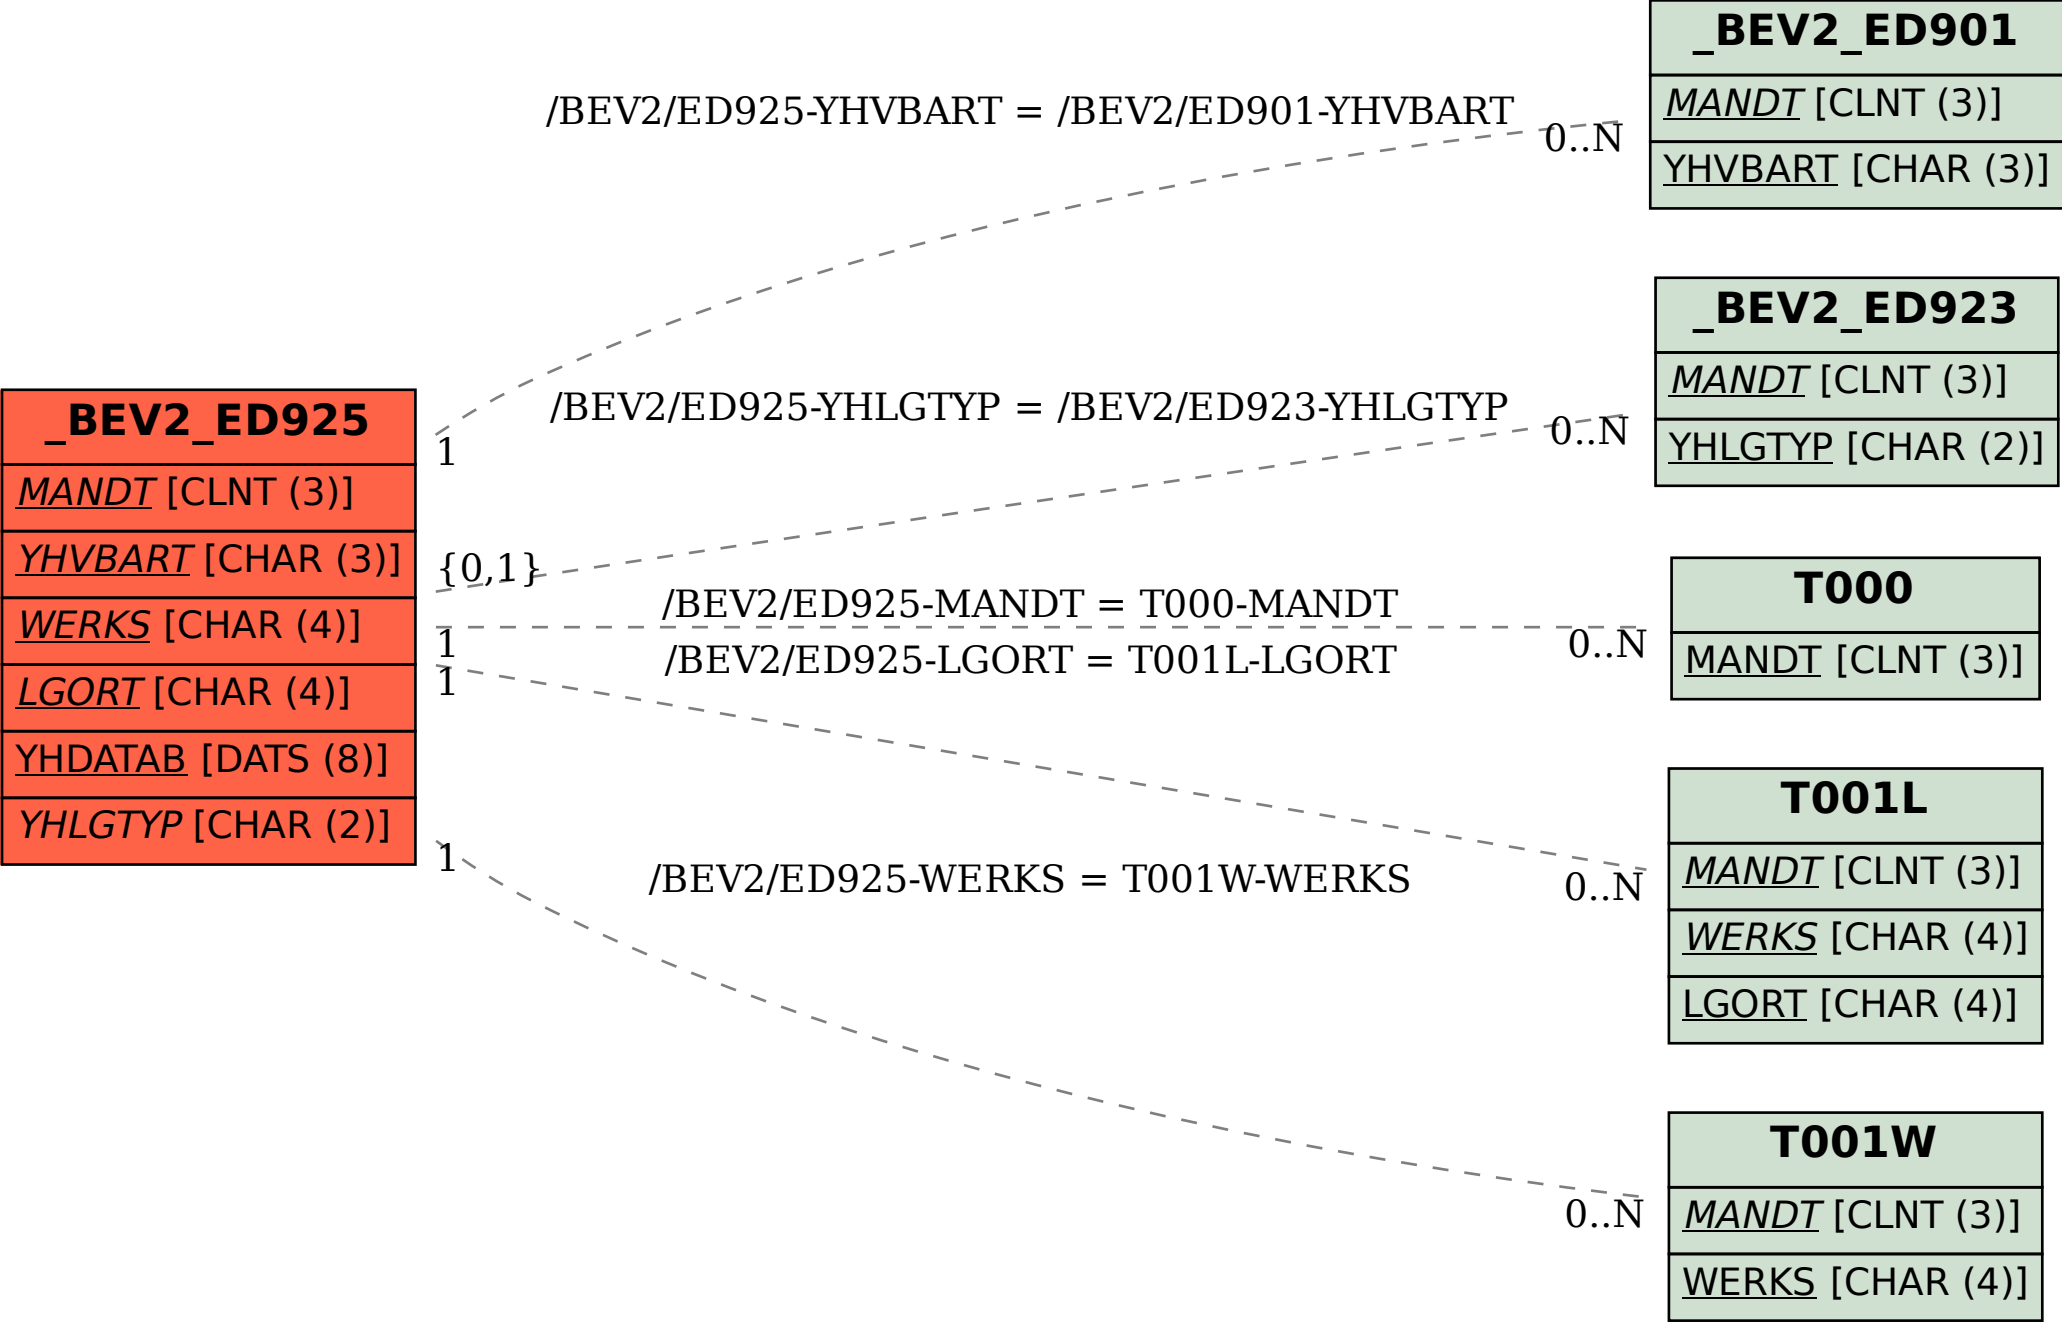 _BEV2_ED925
MANDT [CLNT (3)]
YHVBART [CHAR (3)]
WERKS [CHAR (4)]
LGORT [CHAR (4)]
YHDATAB [DATS (8)]
YHLGTYP [CHAR (2)]
/BEV2/ED925-YHVBART = /BEV2/ED901-YHVBART
1
0..N
/BEV2/ED925-YHLGTYP = /BEV2/ED923-YHLGTYP
{0,1}
0..N
/BEV2/ED925-MANDT = T000-MANDT
1
0..N
/BEV2/ED925-LGORT = T001L-LGORT
1
0..N
/BEV2/ED925-WERKS = T001W-WERKS
1
0..N
_BEV2_ED901
MANDT [CLNT (3)]
YHVBART [CHAR (3)]
_BEV2_ED923
MANDT [CLNT (3)]
YHLGTYP [CHAR (2)]
T000
MANDT [CLNT (3)]
T001L
MANDT [CLNT (3)]
WERKS [CHAR (4)]
LGORT [CHAR (4)]
T001W
MANDT [CLNT (3)]
WERKS [CHAR (4)]